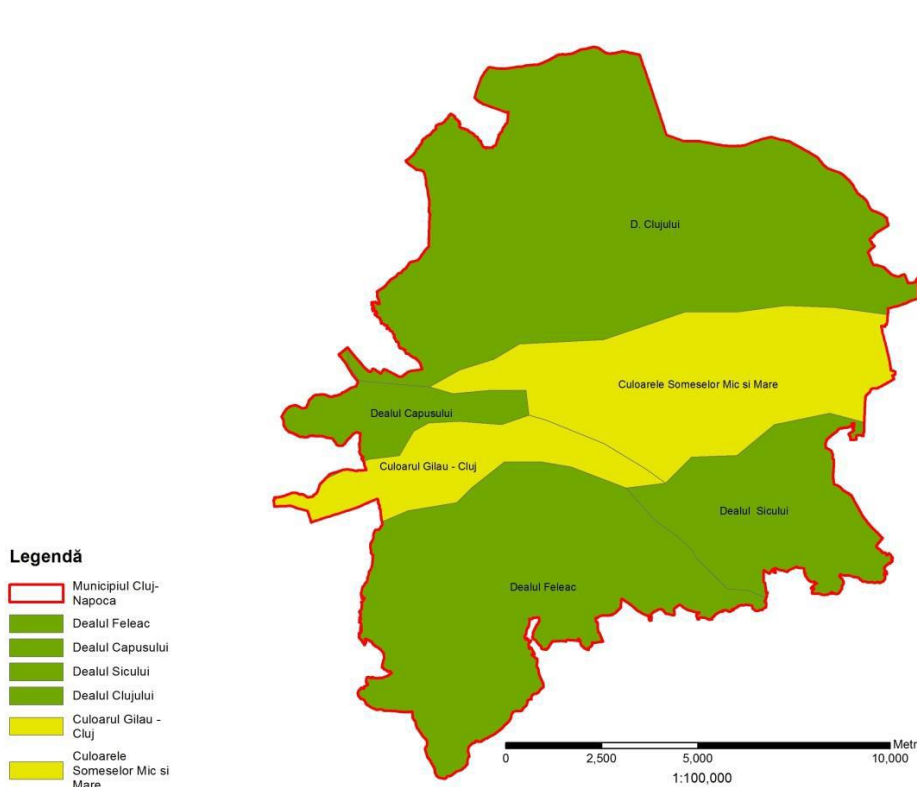 D. Clujului
Culoarele Someselor Mic si Mare
Dealul Capusului
Culoarul Gilau - Cluj
Dealul Sicului
Dealul Feleac
Legendă
Municipiul Cluj-
Napoca
Dealul Feleac
Dealul Capusului
Dealul Sicului
Dealul Clujului
Culoarul Gilau -
Cluj
Culoarele
Someselor Mic si
Mare
Metr
0 2,500 5,000 10,000
1:100,000